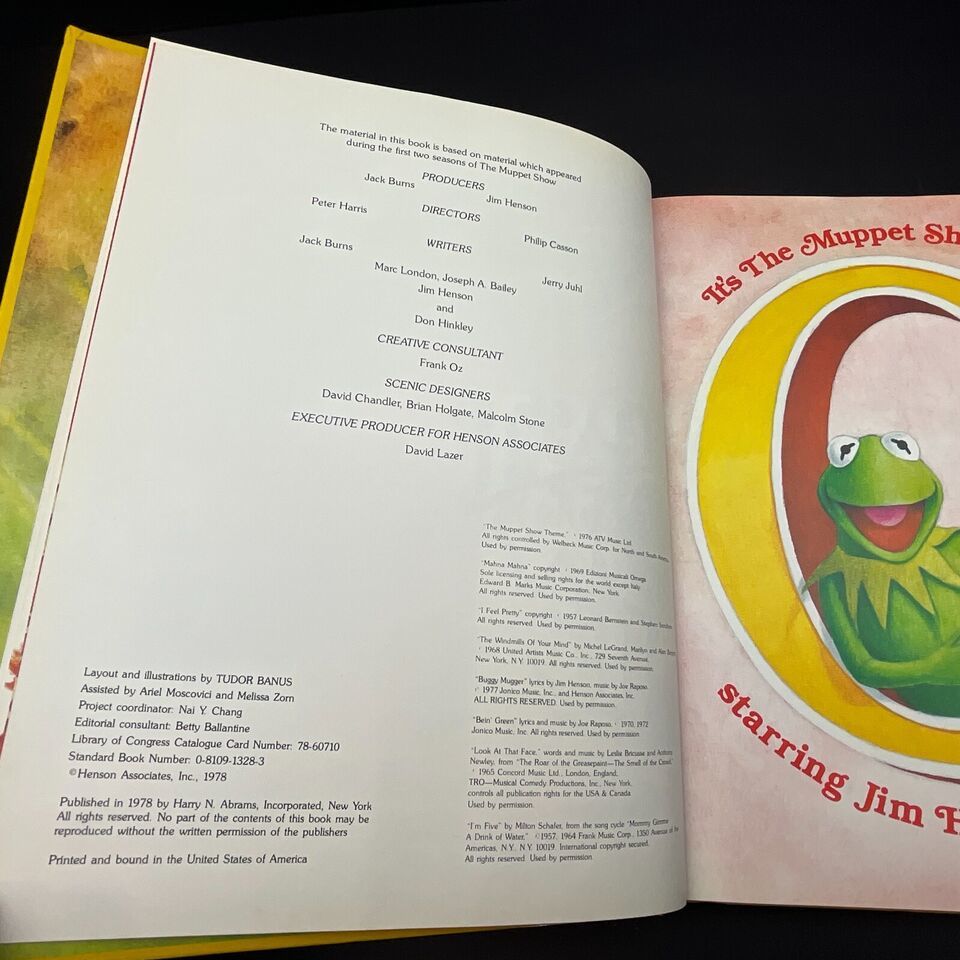 The material in this book is based on material which appeared
during the first two seasons of The Muppet Show
PRODUCERS
Jack Burns Jim Henson
DIRECTORS
Peter Harris Philip Casson
WRITERS
Jack Burns Jerry Juhl
Marc London, Joseph A. Bailey
Jim Henson
and
Don Hinkley
CREATIVE CONSULTANT
Frank Oz
SCENIC DESIGNERS
David Chandler, Brian Holgate, Malcolm Stone
EXECUTIVE PRODUCER FOR HENSON ASSOCIATES
David Lazer
Layout and illustrations by TUDOR BANUS
Assisted by Ariel Moscovici and Melissa Zorn
Project coordinator: Nai Y. Chang
Editorial consultant: Betty Ballantine
Library of Congress Catalogue Card Number: 78-60710
Standard Book Number: 0-8109-1328-3
©Henson Associates, Inc., 1978
Published in 1978 by Harry N. Abrams, Incorporated, New York
All rights reserved. No part of the contents of this book may be
reproduced without the written permission of the publishers
Printed and bound in the United States of America
"The Muppet Show Theme." © 1976 ATV Music Ltd.
All rights controlled by Welbeck Music Corp. for North and South America.
Used by permission.
"Mahna Mahna" copyright © 1969 Edizioni Musicali Omega
Sole licensing and selling rights for the world except Italy
Edward B. Marks Music Corporation, New York.
All rights reserved. Used by permission.
"I Feel Pretty" copyright © 1957 Leonard Bernstein and Stephen
All rights reserved. Used by permission.
"The Windmills Of Your Mind" by Michel LeGrand, Marilyn and Alan
© 1968 United Artists Music Co., Inc., 729 Seventh Avenue,
New York, N.Y. 10019. All rights reserved. Used by permission.
"Buggy Mugger" lyrics by Jim Henson, music by Joe Raposo.
© 1977 Jonico Music, Inc., and Henson Associates, Inc.
ALL RIGHTS RESERVED. Used by permission.
"Bein' Green" lyrics and music by Joe Raposo, © 1970, 1972
Jonico Music, Inc. All rights reserved. Used by permission
"Look At That Face," words and music by Leslie Bricusse and Anthony
Newley, from "The Roar of the Greasepaint—The Smell of the Crowd,"
© 1965 Concord Music Ltd., London, England,
TRO—Musical Comedy Productions, Inc., New York,
controls all publication rights for the USA & Canada
Used by permission.
"I'm Five" by Milton Schafer, from the song cycle "Mommy Gimme
A Drink of Water," ©1957, 1964 Frank Music Corp., 1350 Avenue of the
Americas, N.Y., N.Y. 10019. International copyright secured.
All rights reserved. Used by permission.
It's The Muppet Sh
starring Jim H